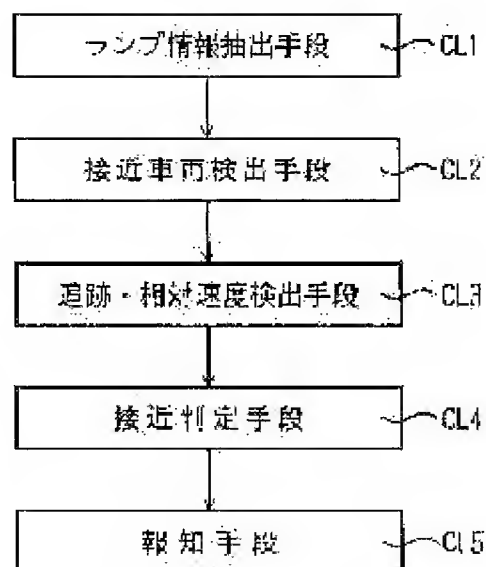 ランプ情報抽出手段 CL1
接近車両検出手段 CL2
追跡・相対速度検出手段 CL3
接近判定手段 CL4
報知手段 CL5